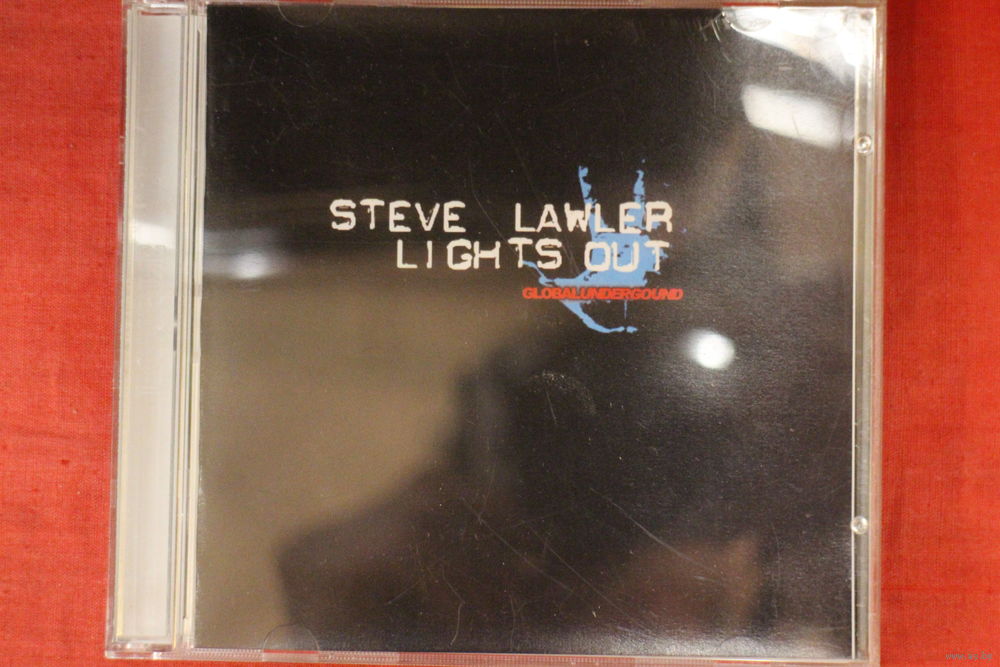 STEVE LAWLER
LIGHTS OUT
GLOBALUNDERGOUND